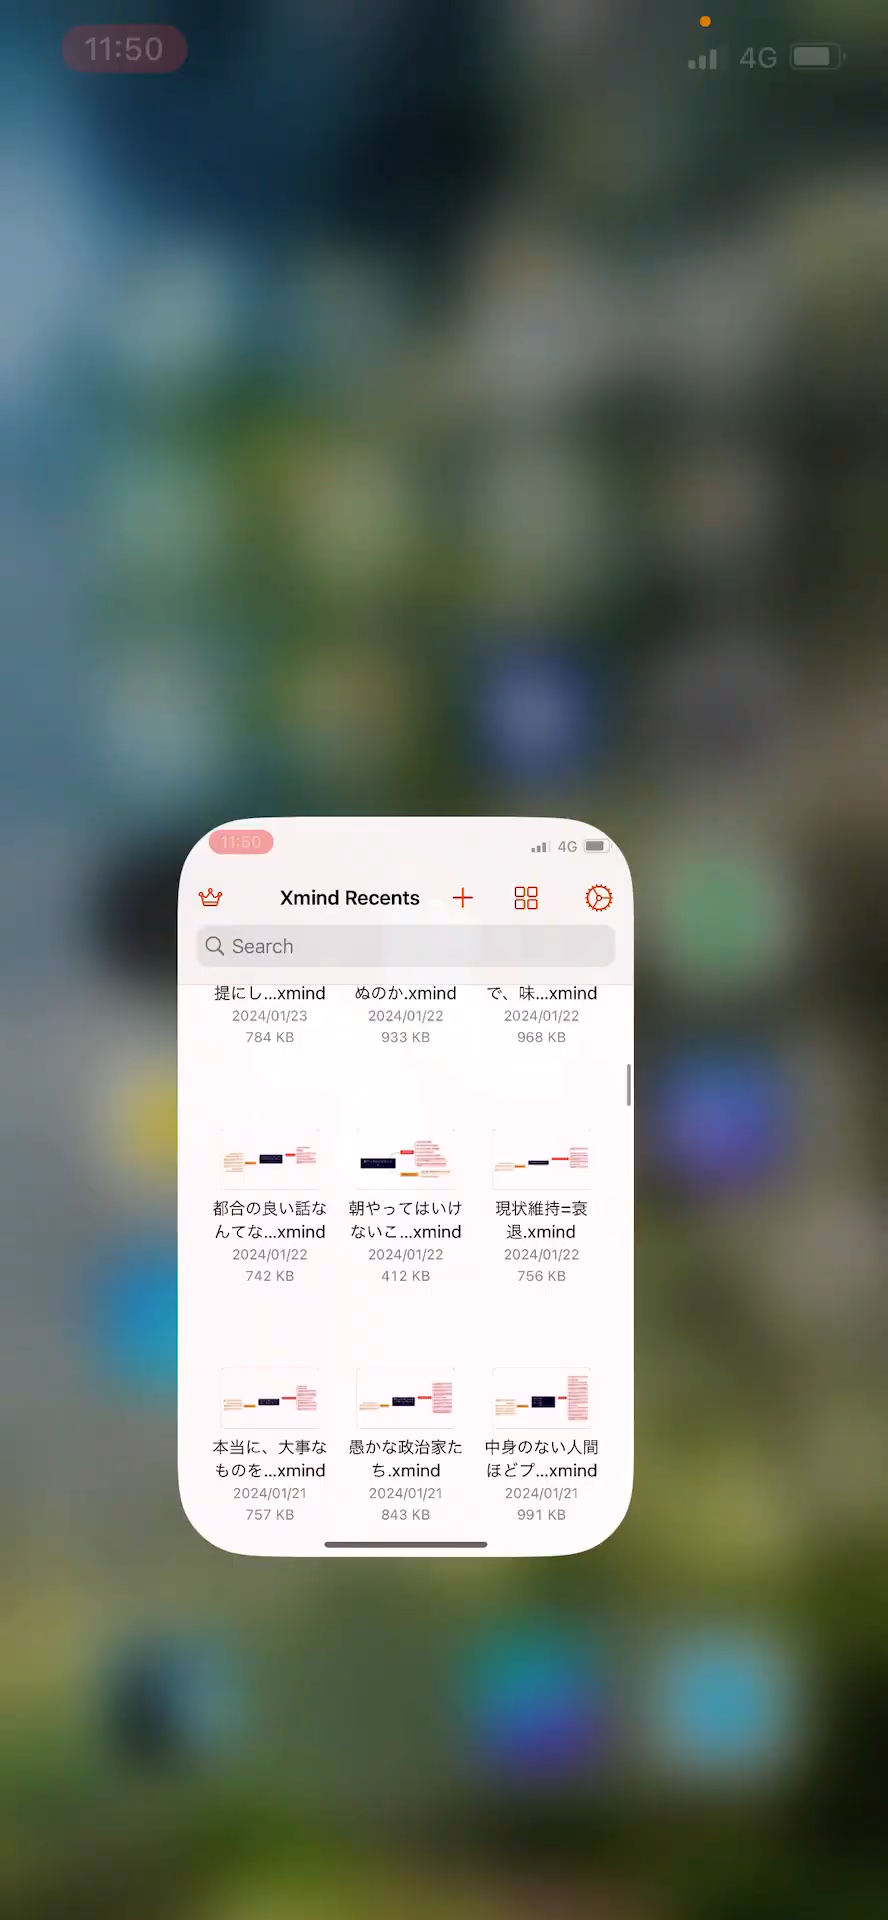 11:50
4G
11:50
4G
Xmind Recents
Search
提にし...xmind
ぬのか.xmind
で、味...xmind
2024/01/23
2024/01/22
2024/01/22
784 KB
933 KB
968 KB
都合の良い話な
んてな...xmind
朝やってはいけ
ないこ...xmind
現状維持=衰
退.xmind
2024/01/22
2024/01/22
2024/01/22
742 KB
412 KB
756 KB
本当に、大事な
ものを...xmind
愚かな政治家た
ち.xmind
中身のない人間
ほどプ...xmind
2024/01/21
2024/01/21
2024/01/21
757 KB
843 KB
991 KB